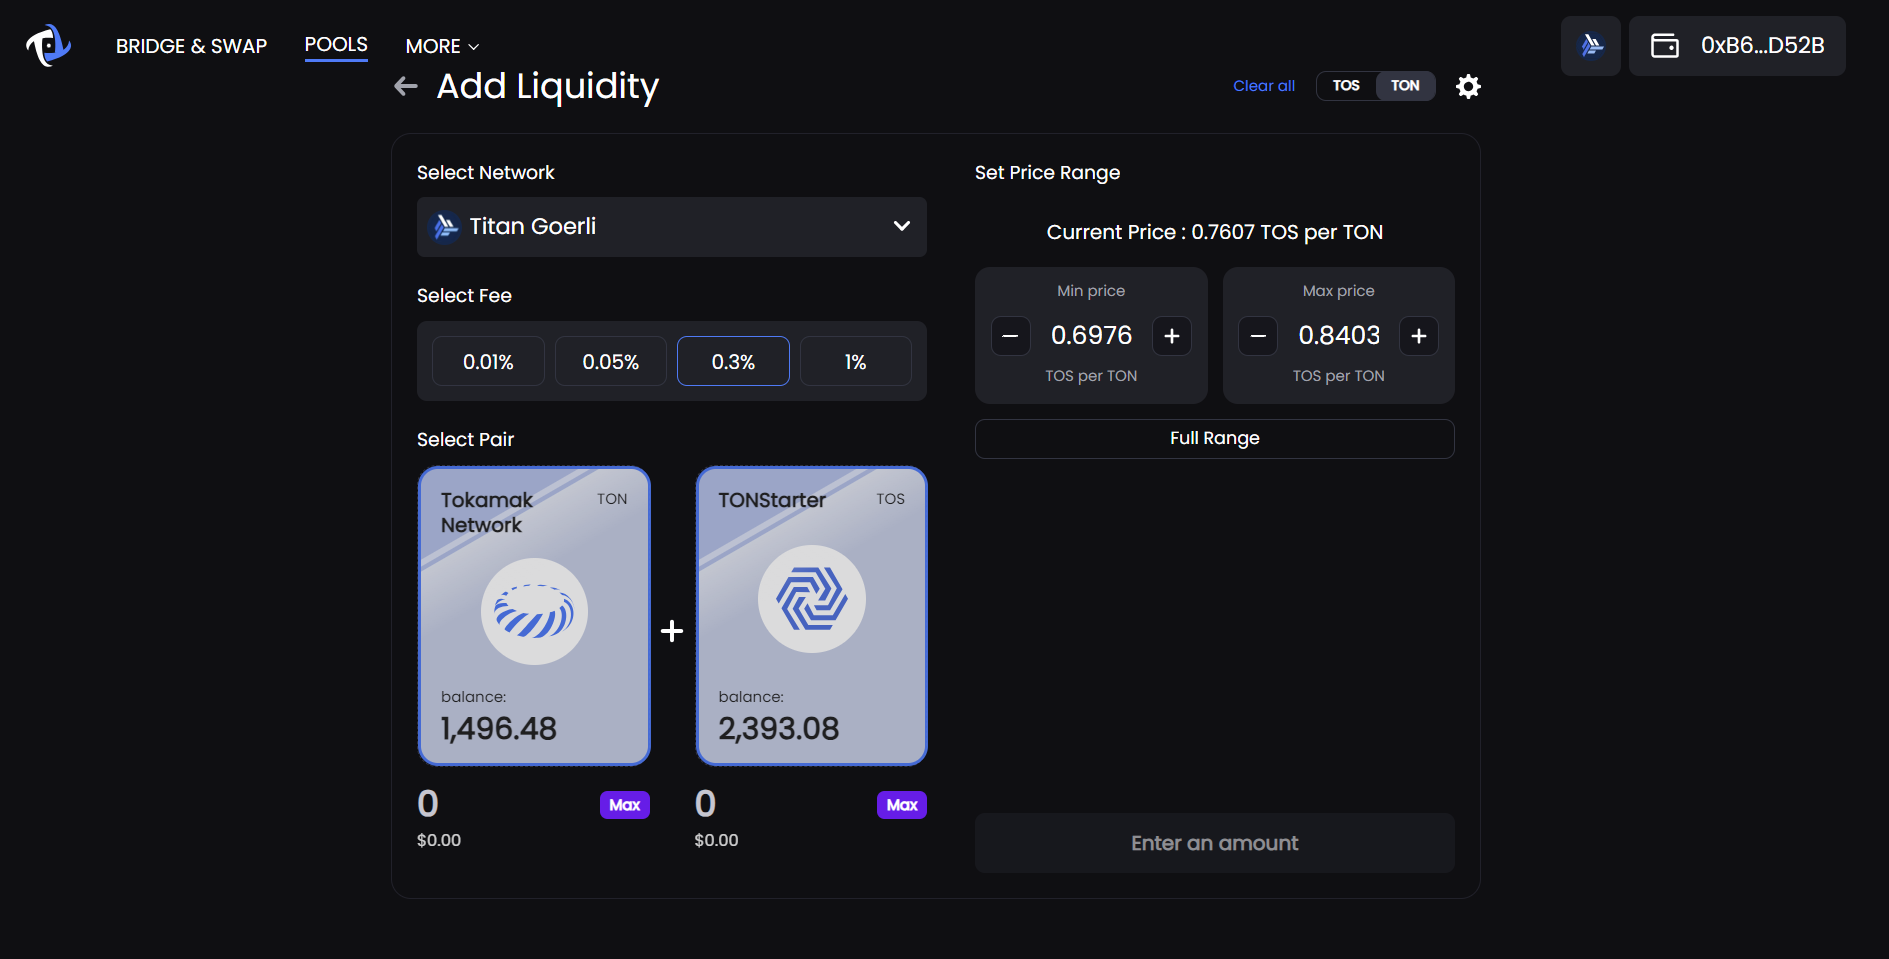 BRIDGE & SWAP
POOLS
MORE
0xB6...D52B
Add Liquidity
Clear all
TOS
TON
Select Network
Titan Goerli
Select Fee
0.01%
0.05%
0.3%
1%
Select Pair
Tokamak
Network
TON
balance:
1,496.48
+
TONStarter
TOS
balance:
2,393.08
0
Max
$0.00
0
Max
$0.00
Set Price Range
Current Price : 0.7607 TOS per TON
Min price
− 0.6976 +
TOS per TON
Max price
− 0.8403 +
TOS per TON
Full Range
Enter an amount